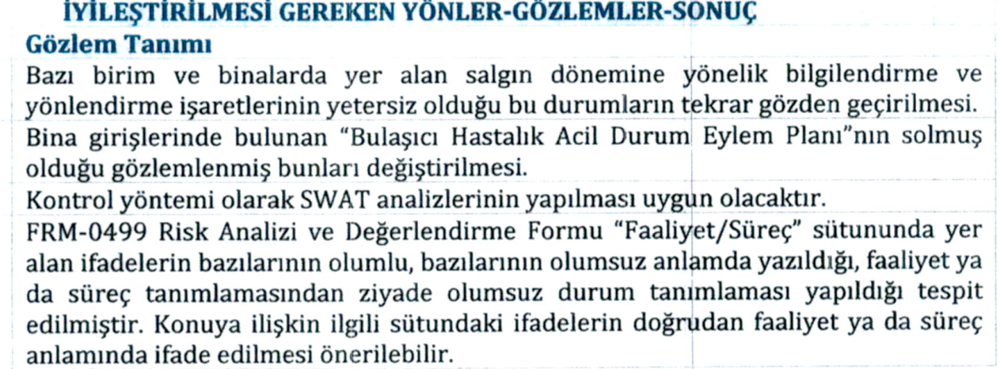 İYİLEŞTİRİLMESİ GEREKEN YÖNLER-GÖZLEMLER-SONUÇ
Gözlem Tanımı
Bazı birim ve binalarda yer alan salgın dönemine yönelik bilgilendirme ve
yönlendirme işaretlerinin yetersiz olduğu bu durumların tekrar gözden geçirilmesi.
Bina girişlerinde bulunan “Bulaşıcı Hastalık Acil Durum Eylem Planı”nın solmuş
olduğu gözlemlenmiş bunları değiştirilmesi.
Kontrol yöntemi olarak SWAT analizlerinin yapılması uygun olacaktır.
FRM-0499 Risk Analizi ve Değerlendirme Formu “Faaliyet/Süreç” sütununda yer
alan ifadelerin bazılarının olumlu, bazılarının olumsuz anlamda yazıldığı, faaliyet ya
da süreç tanımlamasından ziyade olumsuz durum tanımlaması yapıldığı tespit
edilmiştir. Konuya ilişkin ilgili sütundaki ifadelerin doğrudan faaliyet ya da süreç
anlamında ifade edilmesi önerilebilir.